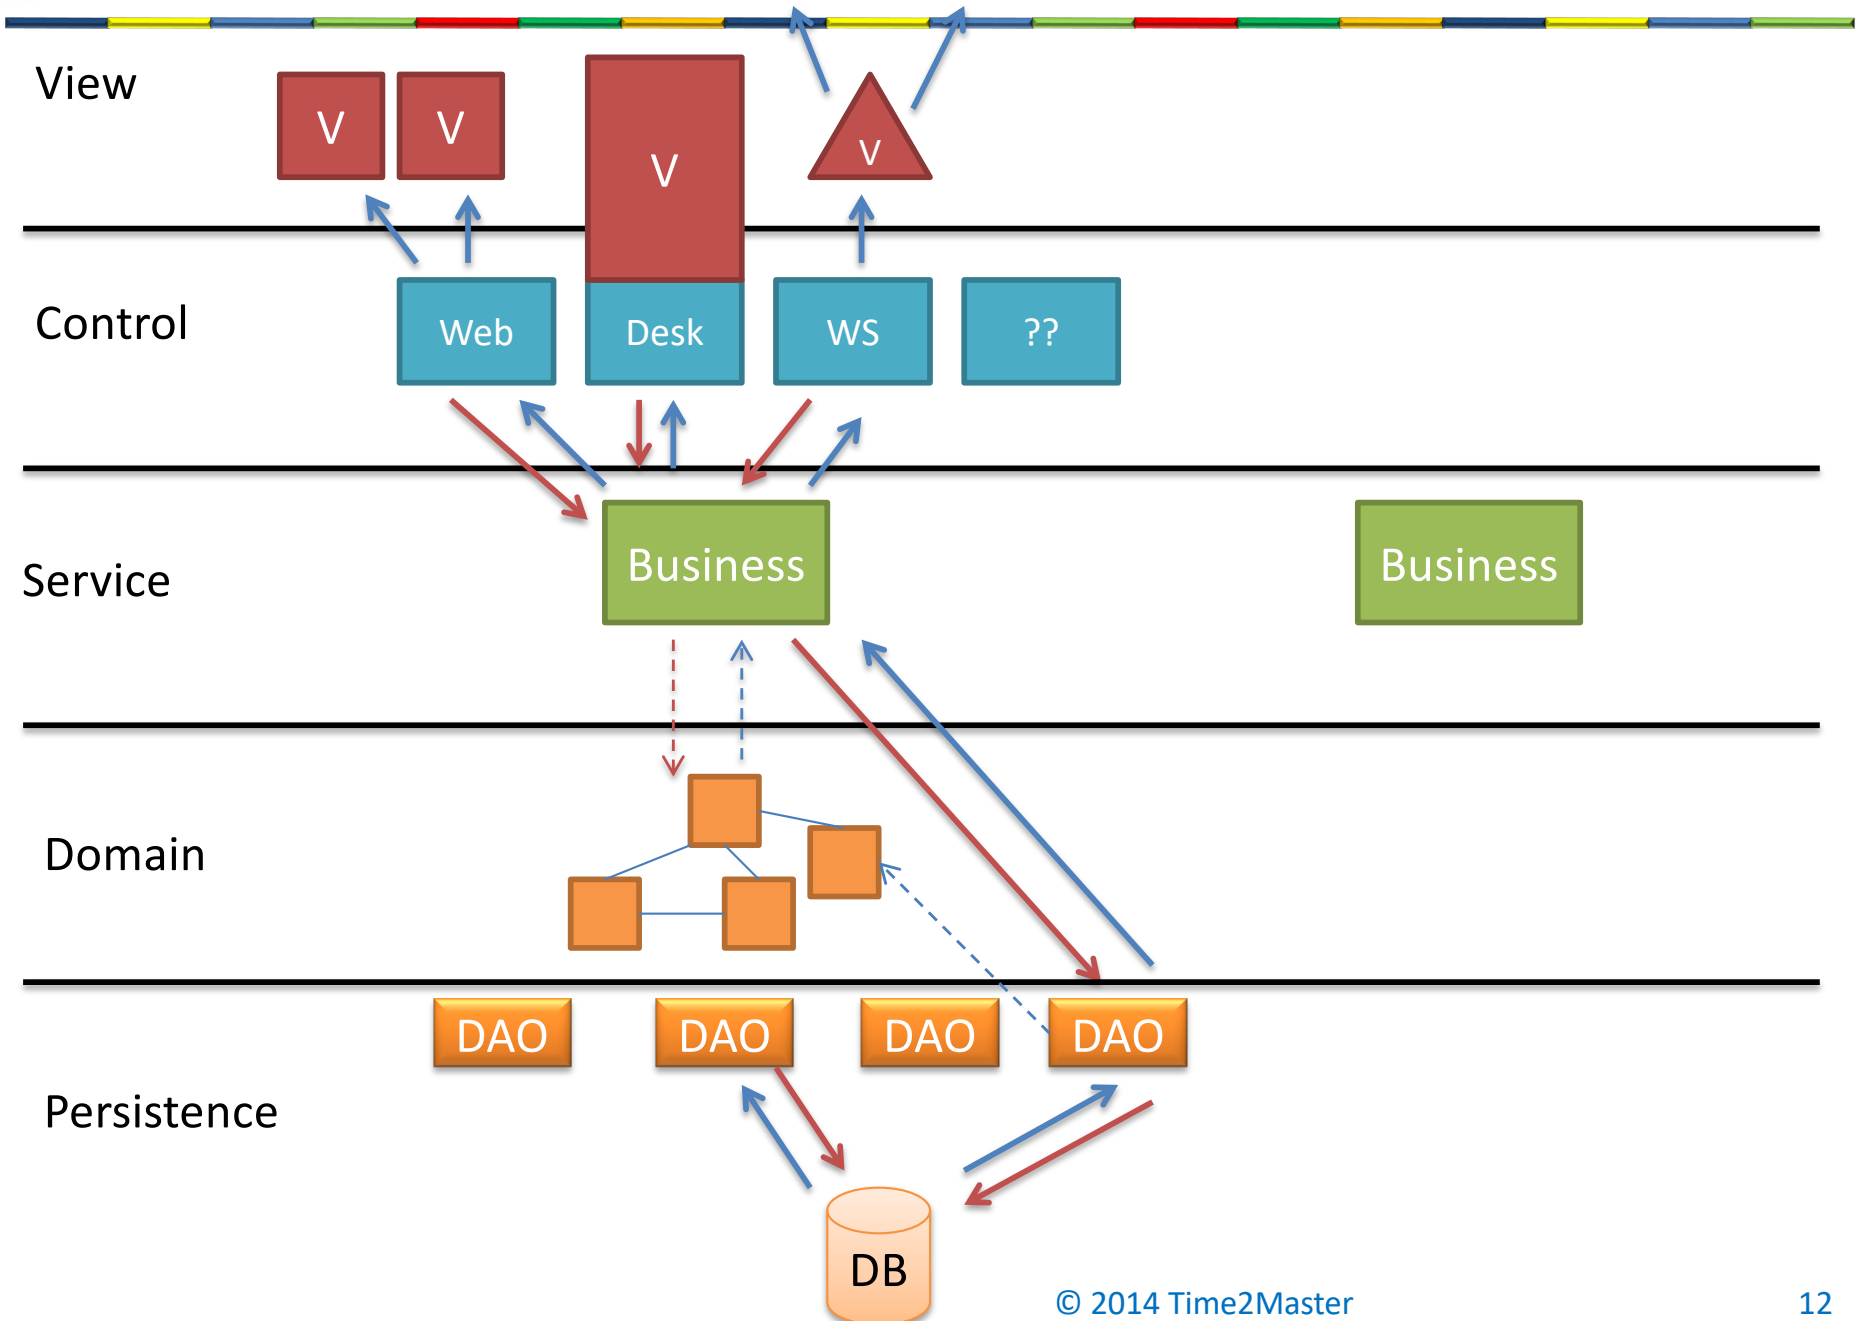 View
V
V
V
V
Control
Web
Desk
WS
??
Service
Business
Business
Domain
DAO
DAO
DAO
DAO
Persistence
DB
© 2014 Time2Master
12